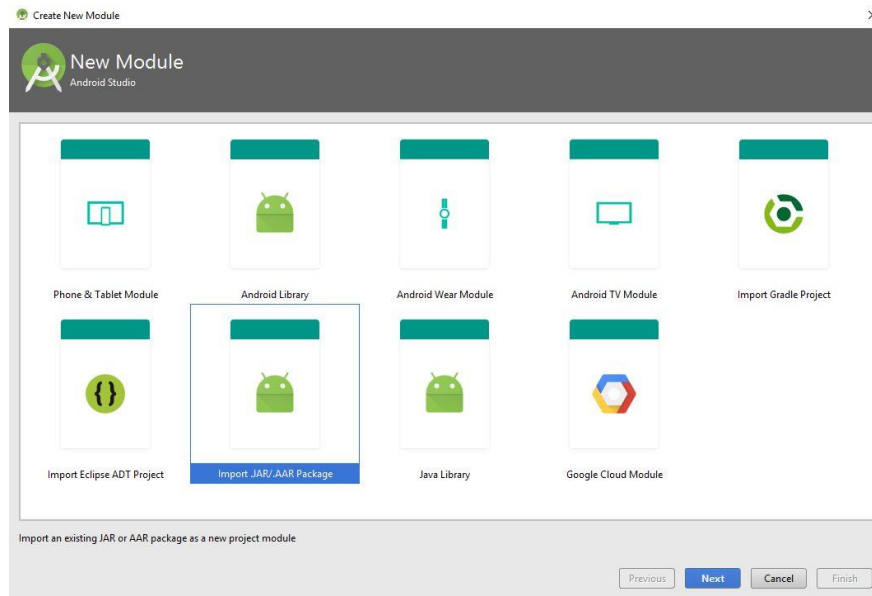 Create New Module
New Module
Android Studio
Phone & Tablet Module
Android Library
Android Wear Module
Android TV Module
Import Gradle Project
Import Eclipse ADT Project
Import .JAR/.AAR Package
Java Library
Google Cloud Module
Import an existing JAR or AAR package as a new project module
Previous
Next
Cancel
Finish